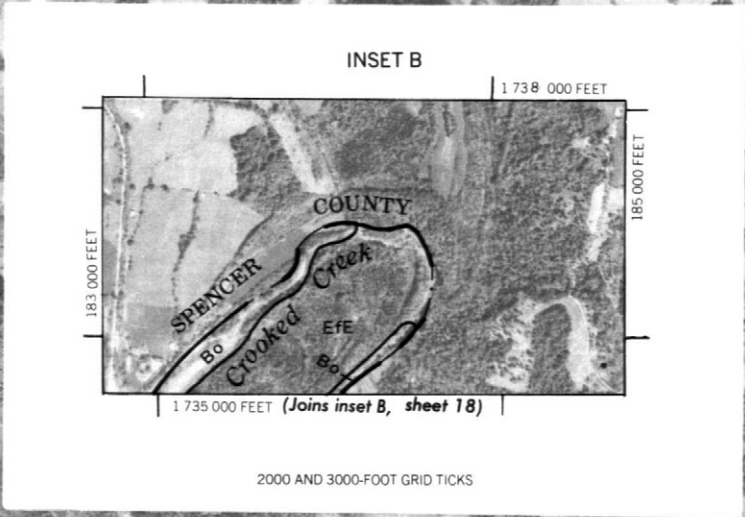 INSET B
1 738 000 FEET
185 000 FEET
COUNTY
SPENCER
183 000 FEET
Crooked Creek
EfE
Bo
Bo
1 735 000 FEET (Joins inset B, sheet 18)
2000 AND 3000-FOOT GRID TICKS